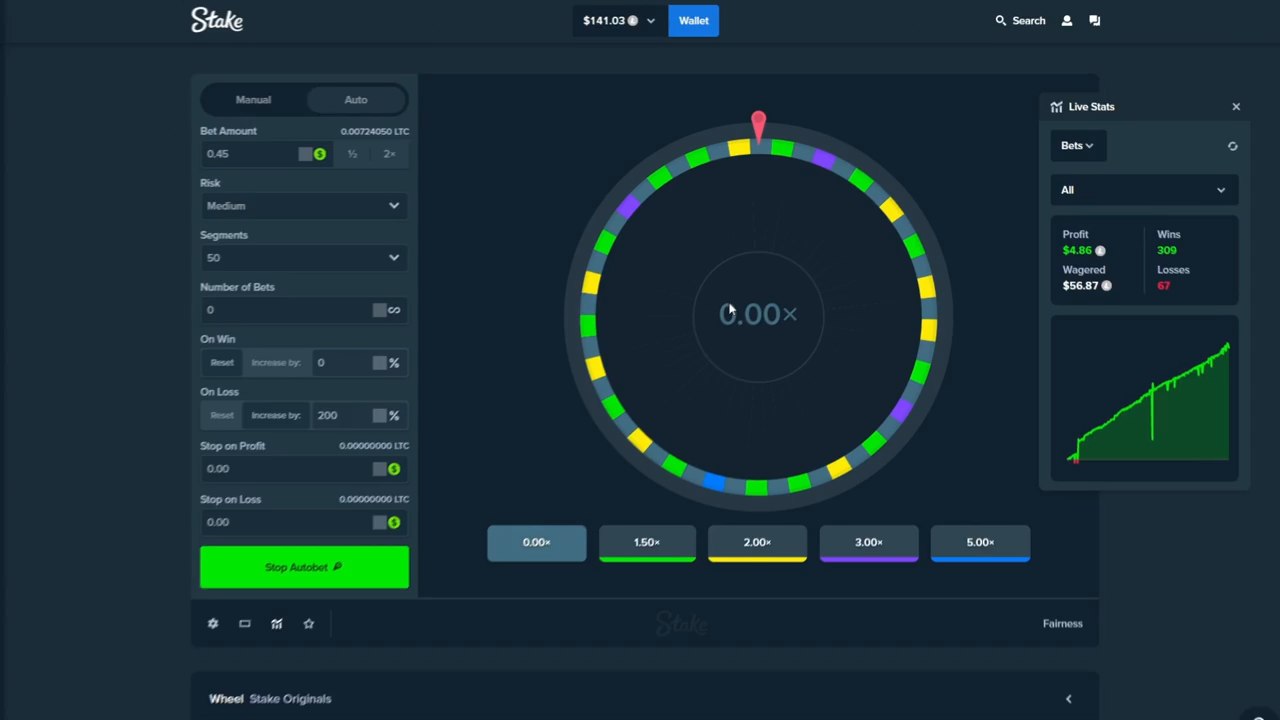 Stake
$141.03
Wallet
Search
Manual
Auto
Bet Amount
0.00724050 LTC
0.45
½
2×
Risk
Medium
Segments
50
Number of Bets
0
On Win
Reset
Increase by:
0
%
On Loss
Reset
Increase by:
200
%
Stop on Profit
0.00000000 LTC
0.00
Stop on Loss
0.00000000 LTC
0.00
Stop Autobet
0.00×
0.00×
1.50×
2.00×
3.00×
5.00×
Live Stats
Bets
All
Profit
$4.86
Wins
309
Wagered
$56.87
Losses
67
Stake
Fairness
Wheel Stake Originals